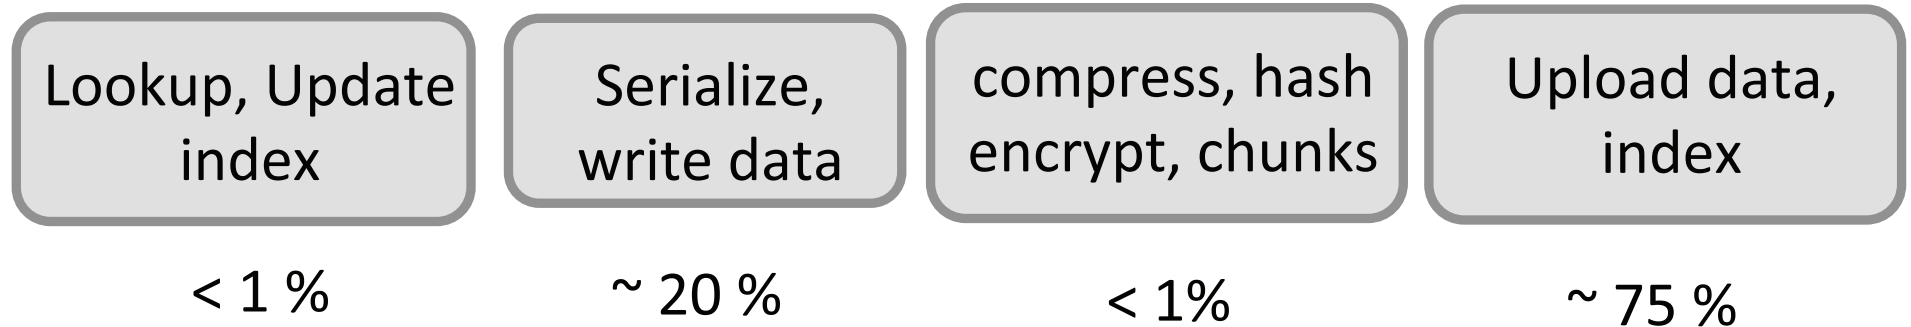 Lookup, Update
index
Serialize,
write data
compress, hash
encrypt, chunks
Upload data,
index
< 1 %
~ 20 %
< 1%
~ 75 %